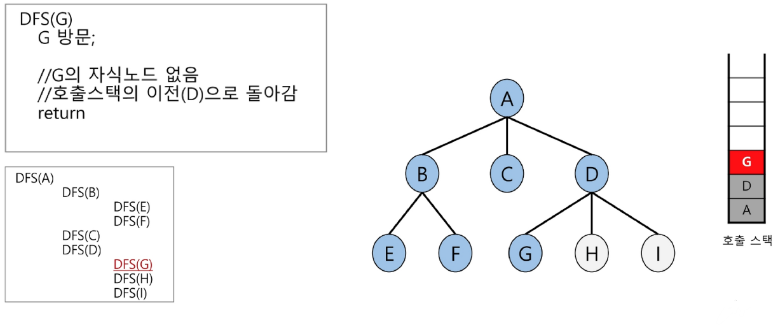 DFS(G)
G 방문;
//G의 자식노드 없음
//호출스택의 이전(D)으로 돌아감
return
DFS(A)
DFS(B)
DFS(E)
DFS(F)
DFS(C)
DFS(D)
DFS(G)
DFS(H)
DFS(I)
A
B
C
D
E
F
G
H
I
G
D
A
호출 스택